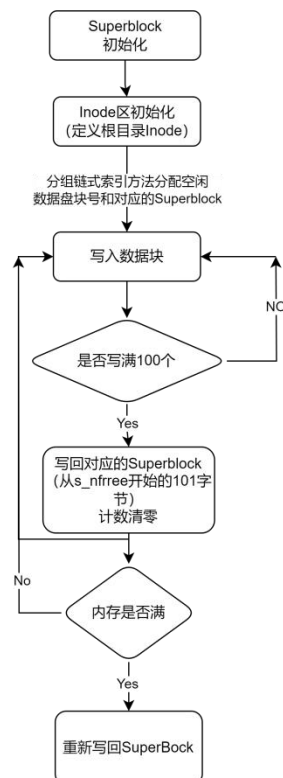 Superblock
初始化
Inode区初始化
（定义根目录Inode）
分组链式索引方法分配空闲
数据盘块号和对应的Superblock
写入数据块
NO
是否写满100个
Yes
写回对应的Superblock
（从s_nfrree开始的101字
节）
计数清零
No
内存是否满
Yes
重新写回SuperBock